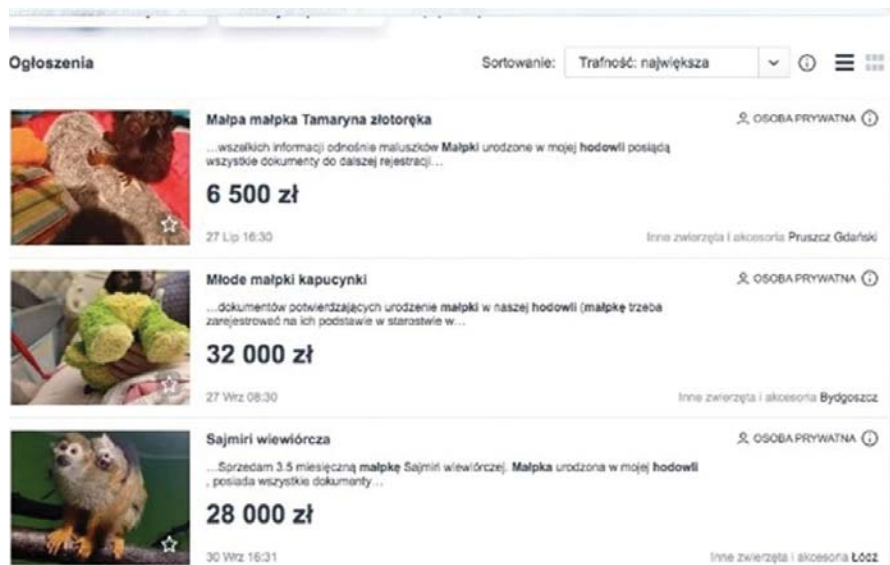 Ogłoszenia
Sortowanie: Trafność: największa
Małpa małpka Tamaryna złotoręka
OSOBA PRYWATNA
...wszelkich informacji odnośnie maluszków Małpki urodzone w mojej hodowli posiądą
wszystkie dokumenty do dalszej rejestracji...
6 500 zł
27 Lip 16:30
Inne zwierzęta i akcesoria Pruszcz Gdański
Młode małpki kapucynki
OSOBA PRYWATNA
...dokumentów potwierdzających urodzenie małpki w naszej hodowli (małpkę trzeba
zarejestrować na ich podstawie w starostwie w...
32 000 zł
27 Wrz 08:30
Inne zwierzęta i akcesoria Bydgoszcz
Sajmiri wiewiórcza
OSOBA PRYWATNA
...Sprzedam 3.5 miesięczną małpkę Sajmiri wiewiórczej. Małpka urodzona w mojej hodowli
, posiada wszystkie dokumenty...
28 000 zł
30 Wrz 16:31
Inne zwierzęta i akcesoria Łódz